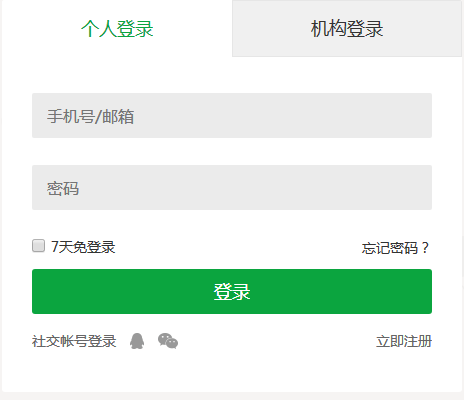 个人登录 机构登录
手机号/邮箱
密码
7天免登录 忘记密码？
登录
社交帐号登录 立即注册